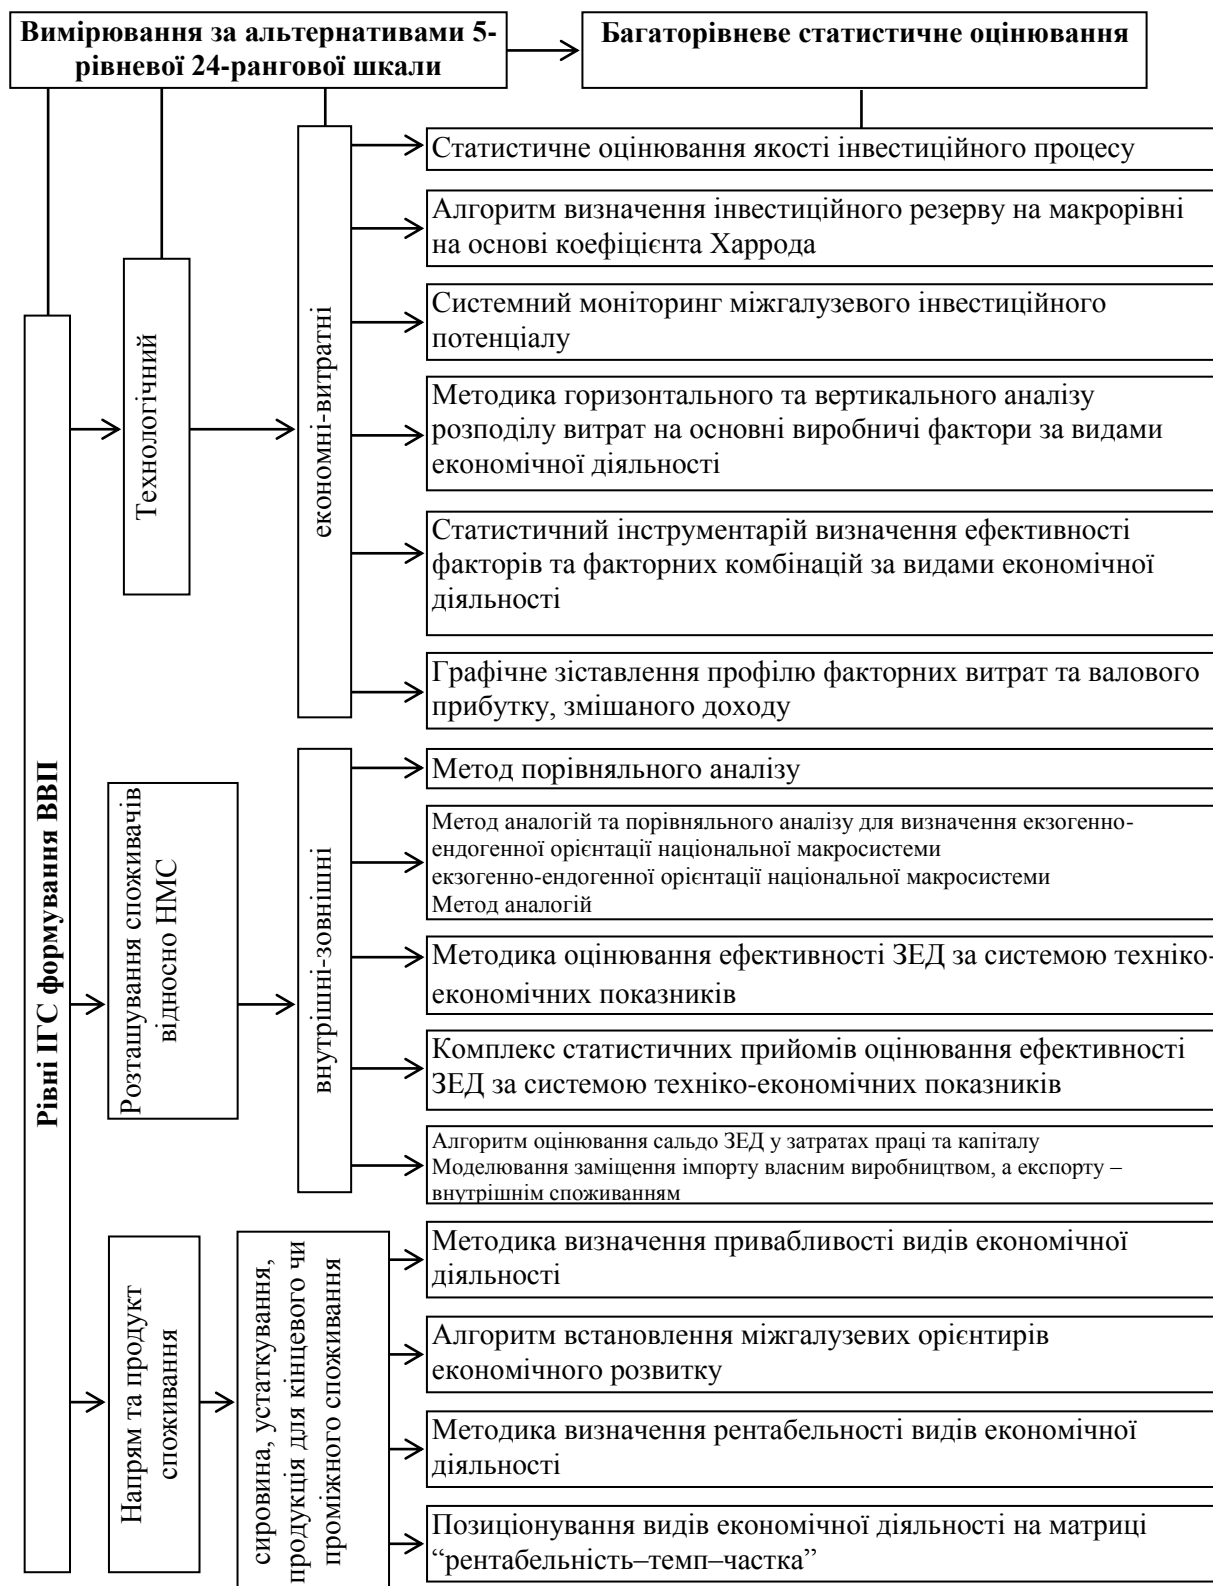 Вимірювання за альтернативами 5-
рівневої 24-рангової шкали
Багаторівневе статистичне оцінювання
Рівні ІГС формування ВВП
Технологічний
економні-витратні
Статистичне оцінювання якості інвестиційного процесу
Алгоритм визначення інвестиційного резерву на макрорівні
на основі коефіцієнта Харрода
Системний моніторинг міжгалузевого інвестиційного
потенціалу
Методика горизонтального та вертикального аналізу
розподілу витрат на основні виробничі фактори за видами
економічної діяльності
Статистичний інструментарій визначення ефективності
факторів та факторних комбінацій за видами економічної
діяльності
Графічне зіставлення профілю факторних витрат та валового
прибутку, змішаного доходу
Розташування споживачів
відносно НМС
внутрішні-зовнішні
Метод порівняльного аналізу
Метод аналогій та порівняльного аналізу для визначення екзогенно-
ендогенної орієнтації національної макросистеми
екзогенно-ендогенної орієнтації національної макросистеми
Метод аналогій
Методика оцінювання ефективності ЗЕД за системою техніко-
економічних показників
Комплекс статистичних прийомів оцінювання ефективності
ЗЕД за системою техніко-економічних показників
Алгоритм оцінювання сальдо ЗЕД у затратах праці та капіталу
Моделювання заміщення імпорту власним виробництвом, а експорту –
внутрішнім споживанням
Напрям та продукт
споживання
сировина, устаткування,
продукція для кінцевого чи
проміжного споживання
Методика визначення привабливості видів економічної
діяльності
Алгоритм встановлення міжгалузевих орієнтирів
економічного розвитку
Методика визначення рентабельності видів економічної
діяльності
Позиціонування видів економічної діяльності на матриці
“рентабельність–темп–частка”